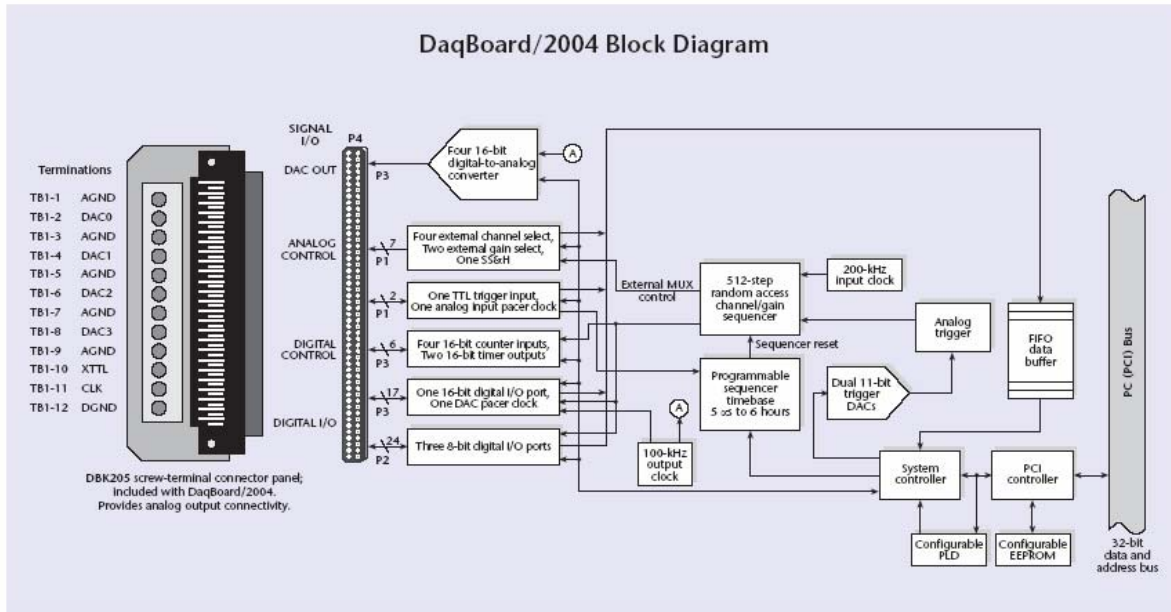 DaqBoard/2004 Block Diagram
SIGNAL
I/O
P4
DAC OUT
P3
Four 16-bit
digital-to-analog
converter
A
Terminations
TB1-1 AGND
TB1-2 DAC0
TB1-3 AGND
TB1-4 DAC1
TB1-5 AGND
TB1-6 DAC2
TB1-7 AGND
TB1-8 DAC3
TB1-9 AGND
TB1-10 XTTL
TB1-11 CLK
TB1-12 DGND
DBK205 screw-terminal connector panel;
included with DaqBoard/2004.
Provides analog output connectivity.
ANALOG
CONTROL
7
P1
Four external channel select,
Two external gain select,
One SS&H
2
P1
One TTL trigger input,
One analog input pacer clock
DIGITAL
CONTROL
6
P3
Four 16-bit counter inputs,
Two 16-bit timer outputs
17
P3
One 16-bit digital I/O port,
One DAC pacer clock
DIGITAL I/O
24
P2
Three 8-bit digital I/O ports
External MUX
control
512-step
random access
channel/gain
sequencer
200-kHz
input clock
Sequencer reset
Programmable
sequencer
timebase
5 to 6 hours
A
100-kHz
output
clock
Analog
trigger
Dual 11-bit
trigger
DACs
FIFO
data
buffer
System
controller
PCI
controller
Configurable
PLD
Configurable
EEPROM
PC (PCI) Bus
32-bit
data and
address bus